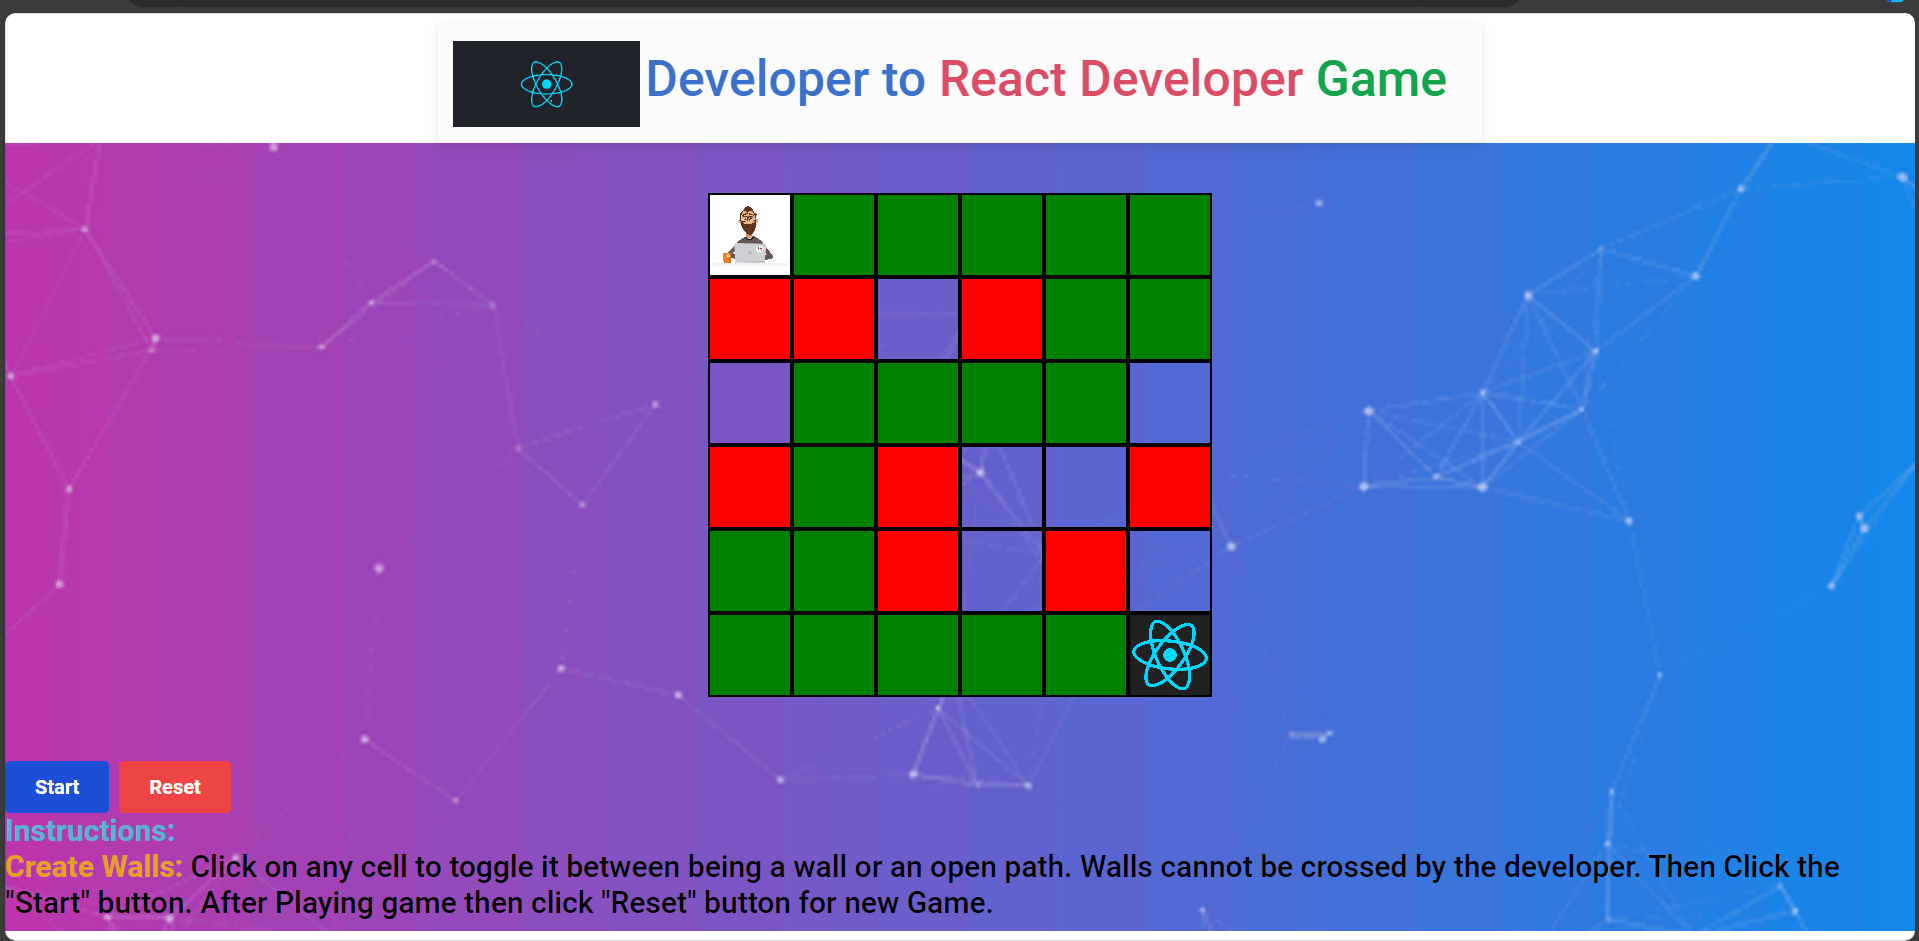 Developer to React Developer Game
Start Reset
Instructions:
Create Walls: Click on any cell to toggle it between being a wall or an open path. Walls cannot be crossed by the developer. Then Click the
"Start" button. After Playing game then click "Reset" button for new Game.